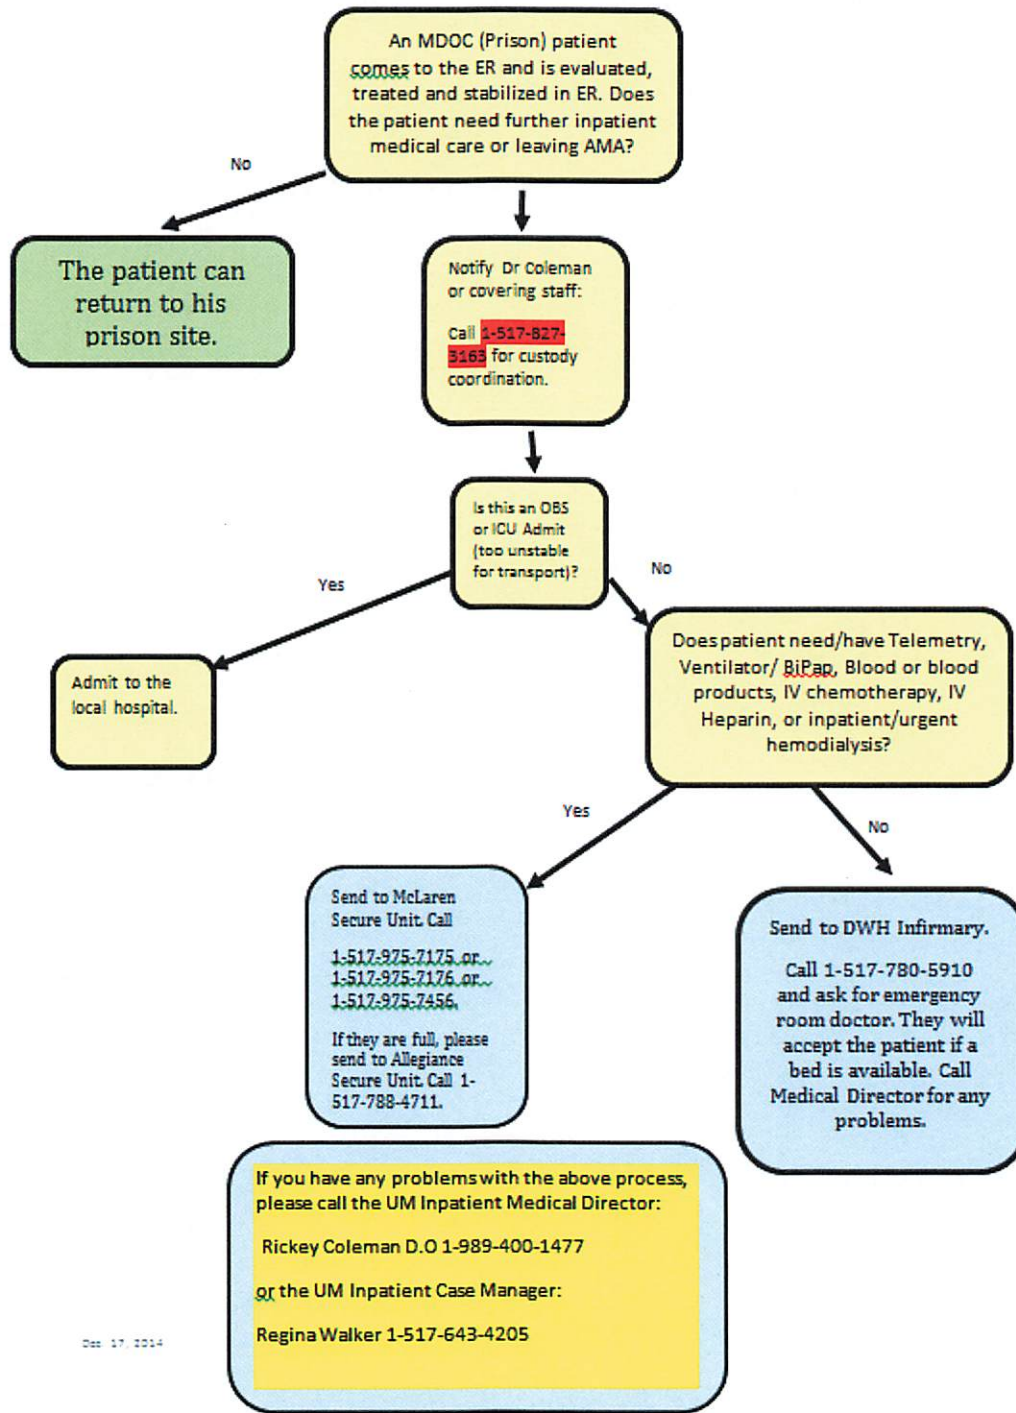 An MDOC (Prison) patient
comes to the ER and is evaluated,
treated and stabilized in ER. Does
the patient need further inpatient
medical care or leaving AMA?
No
The patient can
return to his
prison site.
Notify Dr Coleman
or covering staff:
Call 1-517-827-
3163 for custody
coordination.
Is this an OBS
or ICU Admit
(too unstable
for transport)?
Yes
No
Admit to the
local hospital.
Does patient need/have Telemetry,
Ventilator/ BiPap, Blood or blood
products, IV chemotherapy, IV
Heparin, or inpatient/urgent
hemodialysis?
Yes
No
Send to McLaren
Secure Unit. Call
1-517-975-7175 or
1-517-975-7176 or
1-517-975-7456.
If they are full, please
send to Allegiance
Secure Unit. Call 1-
517-788-4711.
Send to DWH Infirmary.
Call 1-517-780-5910
and ask for emergency
room doctor. They will
accept the patient if a
bed is available. Call
Medical Director for any
problems.
If you have any problems with the above process,
please call the UM Inpatient Medical Director:
Rickey Coleman D.O 1-989-400-1477
or the UM Inpatient Case Manager:
Regina Walker 1-517-643-4205
Dec 17, 2014